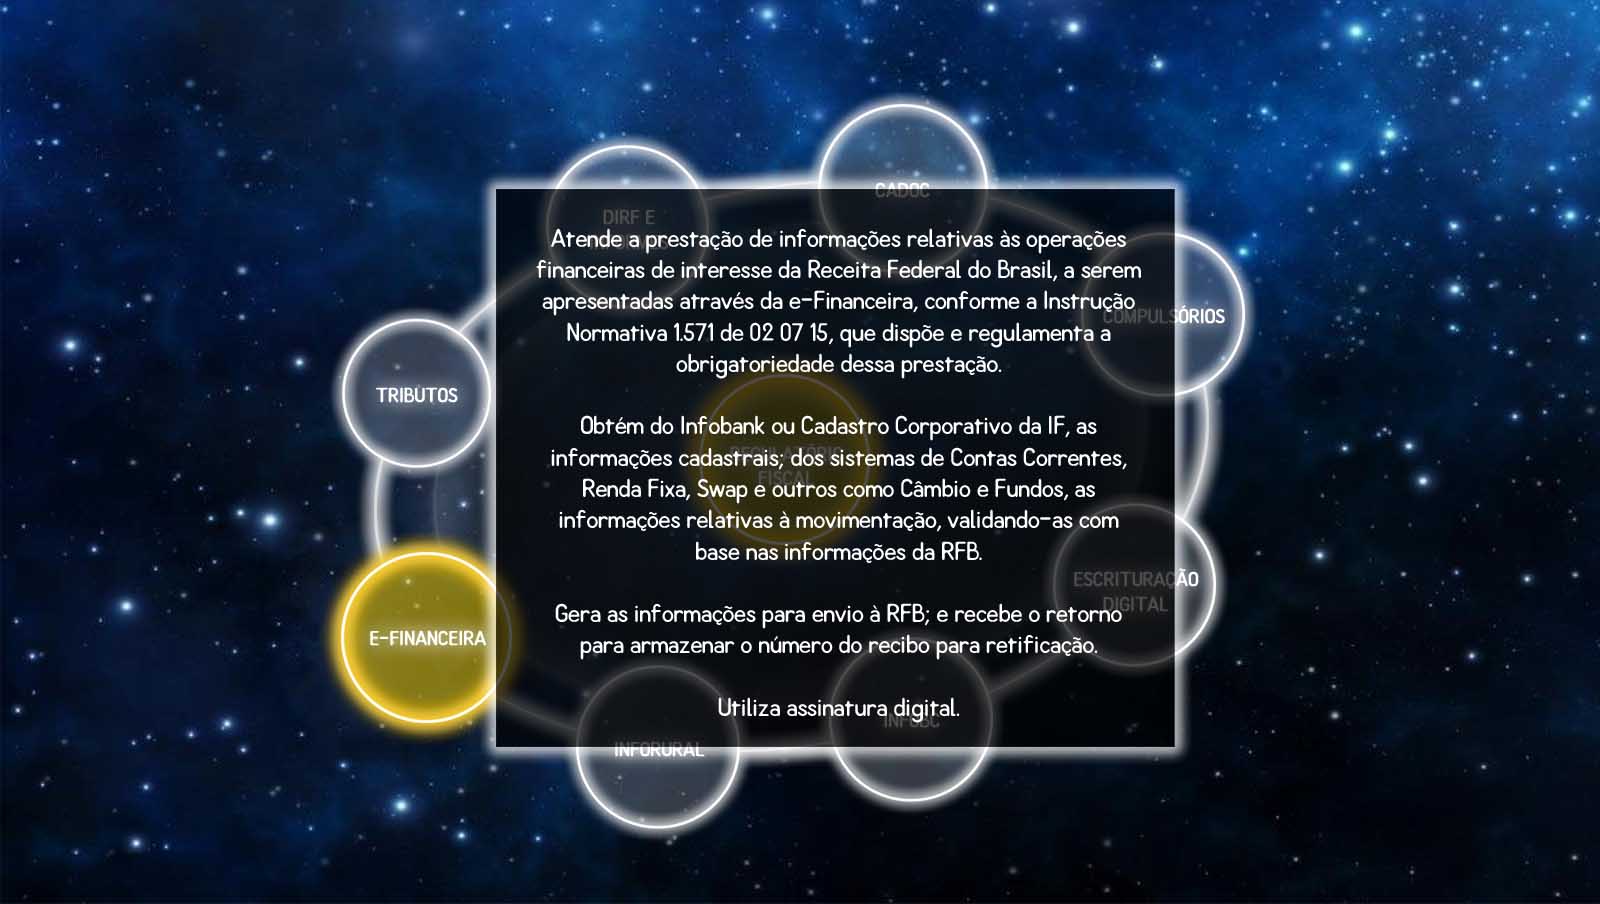 CADOC
DIRF E
Atende a prestação de informações relativas às operações
financeiras de interesse da Receita Federal do Brasil, a serem
apresentadas através da e-Financeira, conforme a Instrução
Normativa 1.571 de 02 07 15, que dispõe e regulamenta a
obrigatoriedade dessa prestação.
Obtém do Infobank ou Cadastro Corporativo da IF, as
informações cadastrais; dos sistemas de Contas Correntes,
Renda Fixa, Swap e outros como Câmbio e Fundos, as
informações relativas à movimentação, validando-as com
base nas informações da RFB.
Gera as informações para envio à RFB; e recebe o retorno
para armazenar o número do recibo para retificação.
Utiliza assinatura digital.
COMPULSÓRIOS
TRIBUTOS
REGULATÓRIO
FISCAL
ESCRITURAÇÃO
DIGITAL
E-FINANCEIRA
INFOBC
INFORURAL